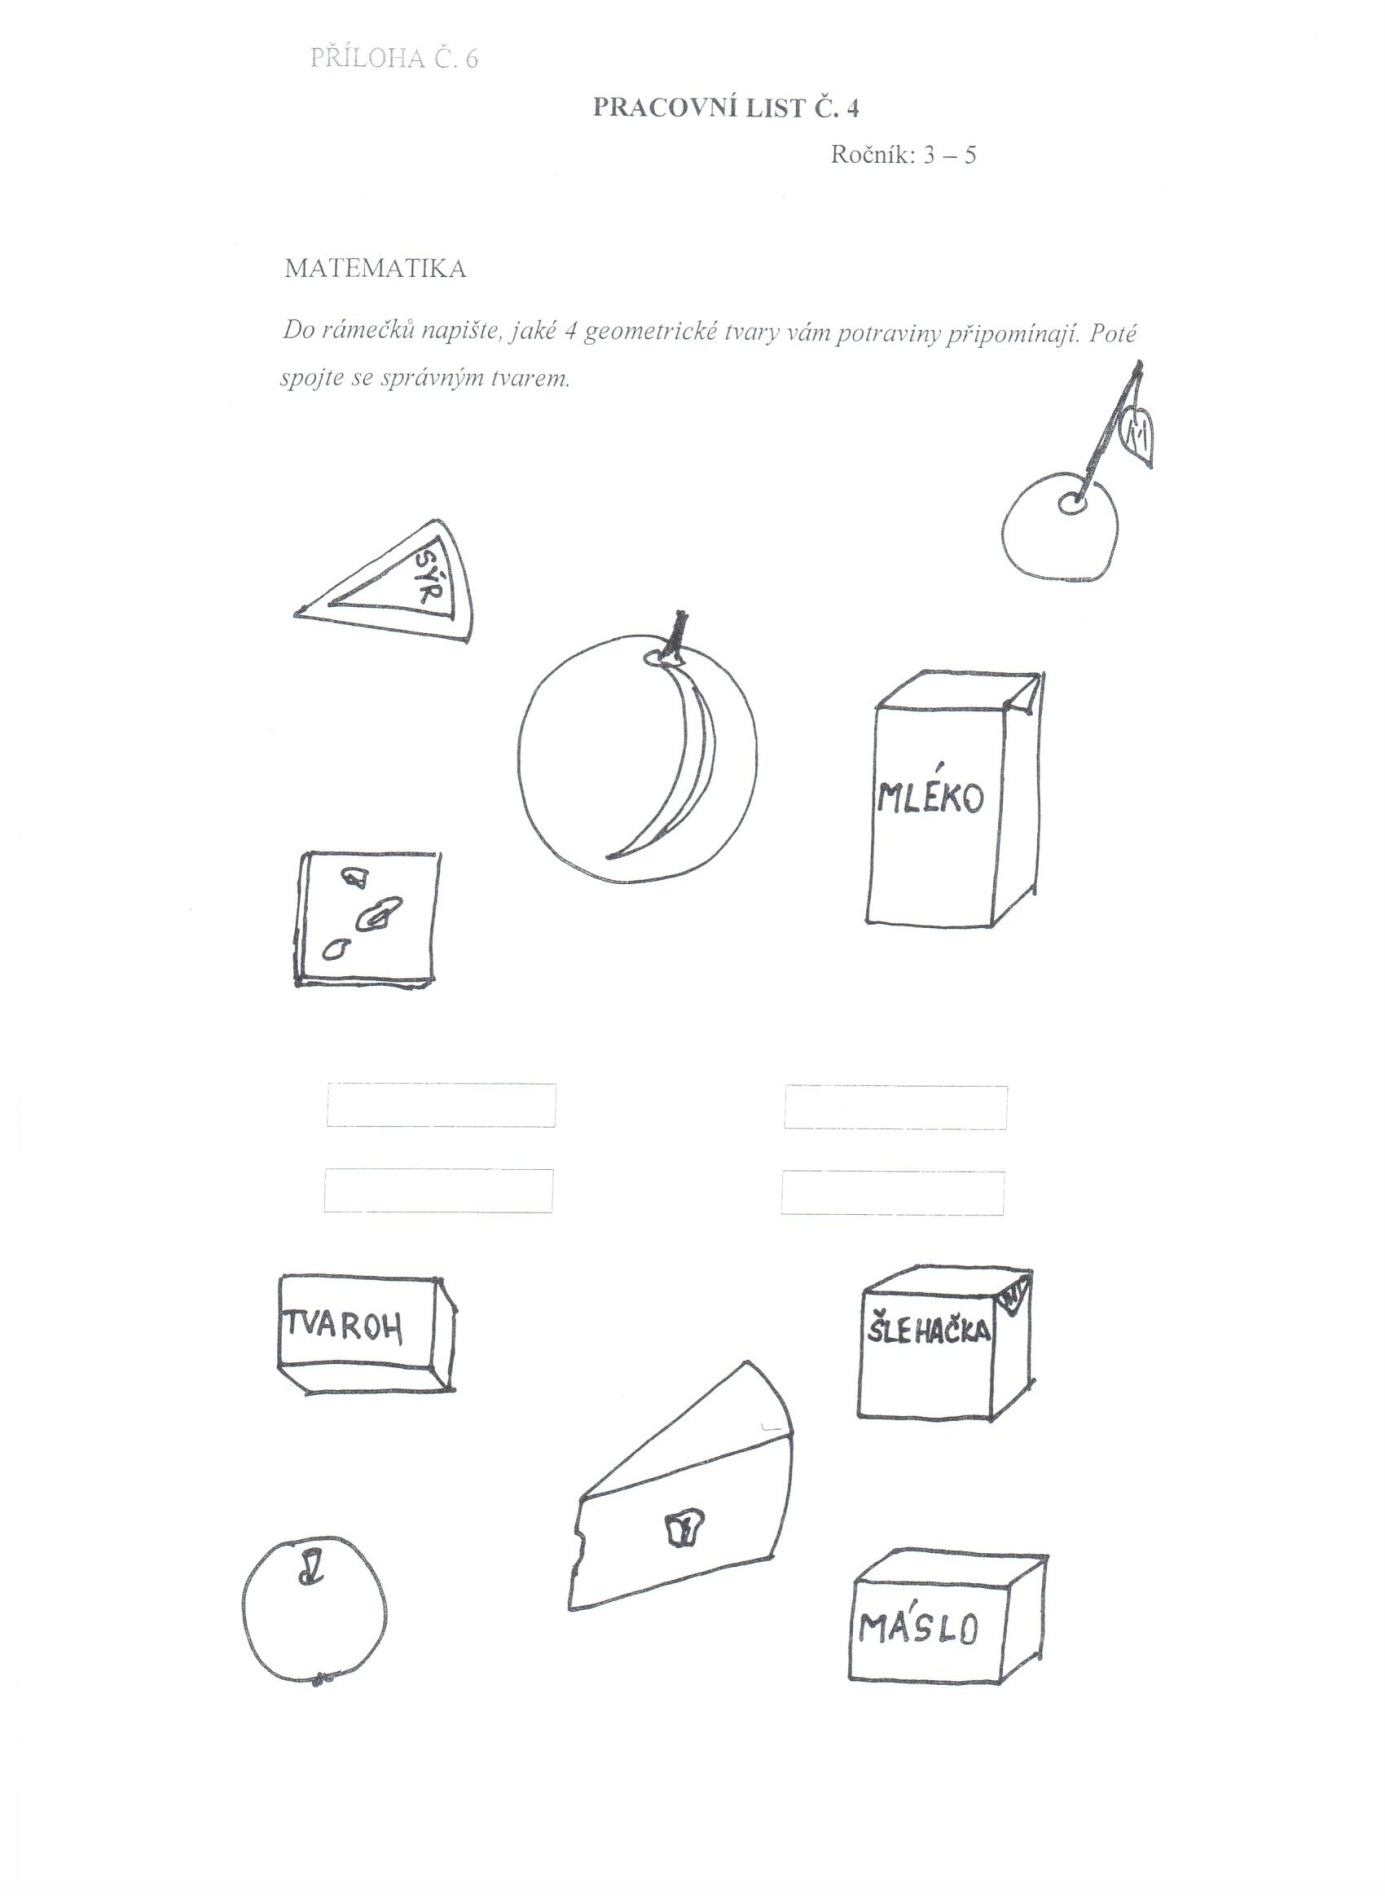 PŘÍLOHA Č. 6
PRACOVNÍ LIST Č. 4
Ročník: 3 – 5
MATEMATIKA
Do rámečků napište, jaké 4 geometrické tvary vám potraviny připomínají. Poté
spojte se správným tvarem.
SÝR
MLÉKO
TVAROH
ŠLEHAČKA
MÁSLO